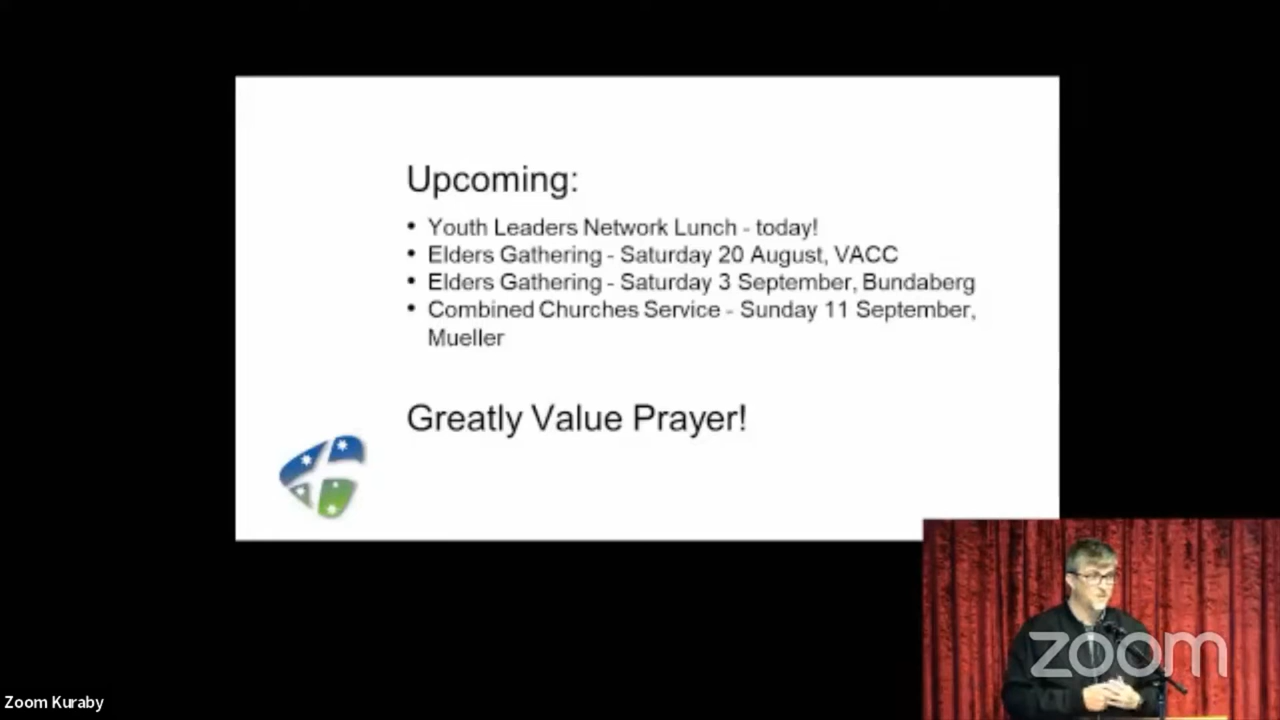 Upcoming:
• Youth Leaders Network Lunch - today!
• Elders Gathering - Saturday 20 August, VACC
• Elders Gathering - Saturday 3 September, Bundaberg
• Combined Churches Service - Sunday 11 September,
Mueller
Greatly Value Prayer!
zoom
Zoom Kuraby